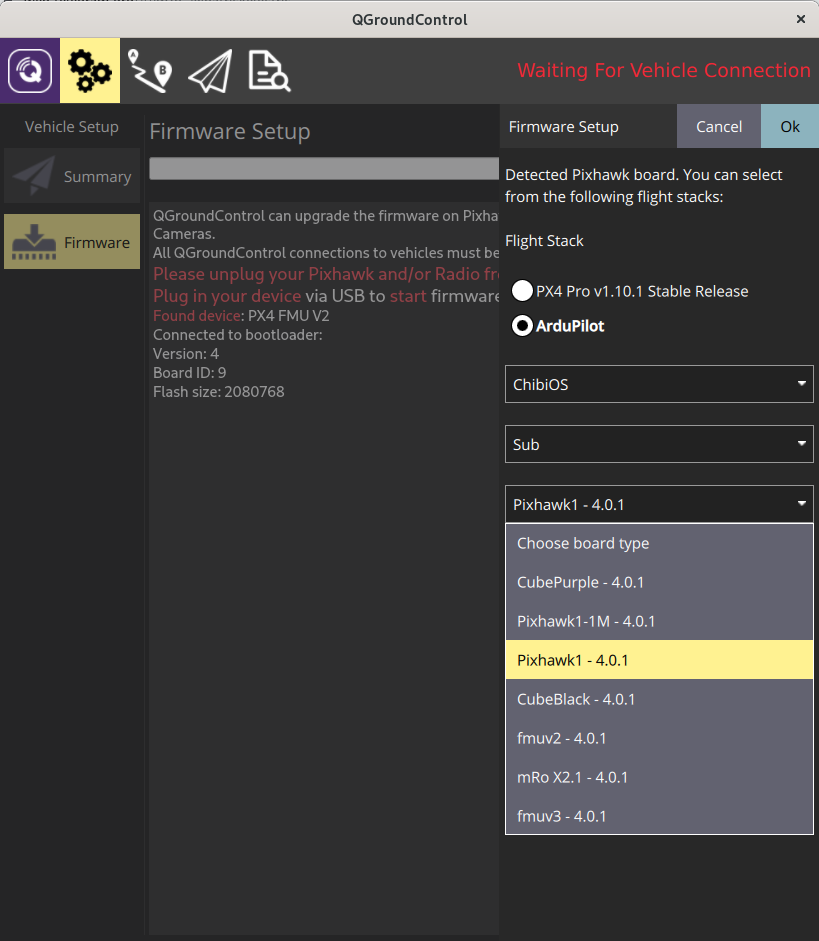 QGroundControl
×
A
B
Waiting For Vehicle Connection
Vehicle Setup
Summary
Firmware
Firmware Setup
QGroundControl can upgrade the firmware on Pixha
Cameras.
All QGroundControl connections to vehicles must be
Please unplug your Pixhawk and/or Radio fr
Plug in your device via USB to start firmware
Found device: PX4 FMU V2
Connected to bootloader:
Version: 4
Board ID: 9
Flash size: 2080768
Firmware Setup
Cancel
Ok
Detected Pixhawk board. You can select
from the following flight stacks:
Flight Stack
PX4 Pro v1.10.1 Stable Release
ArduPilot
ChibiOS
Sub
Pixhawk1 - 4.0.1
Choose board type
CubePurple - 4.0.1
Pixhawk1-1M - 4.0.1
Pixhawk1 - 4.0.1
CubeBlack - 4.0.1
fmuv2 - 4.0.1
mRo X2.1 - 4.0.1
fmuv3 - 4.0.1